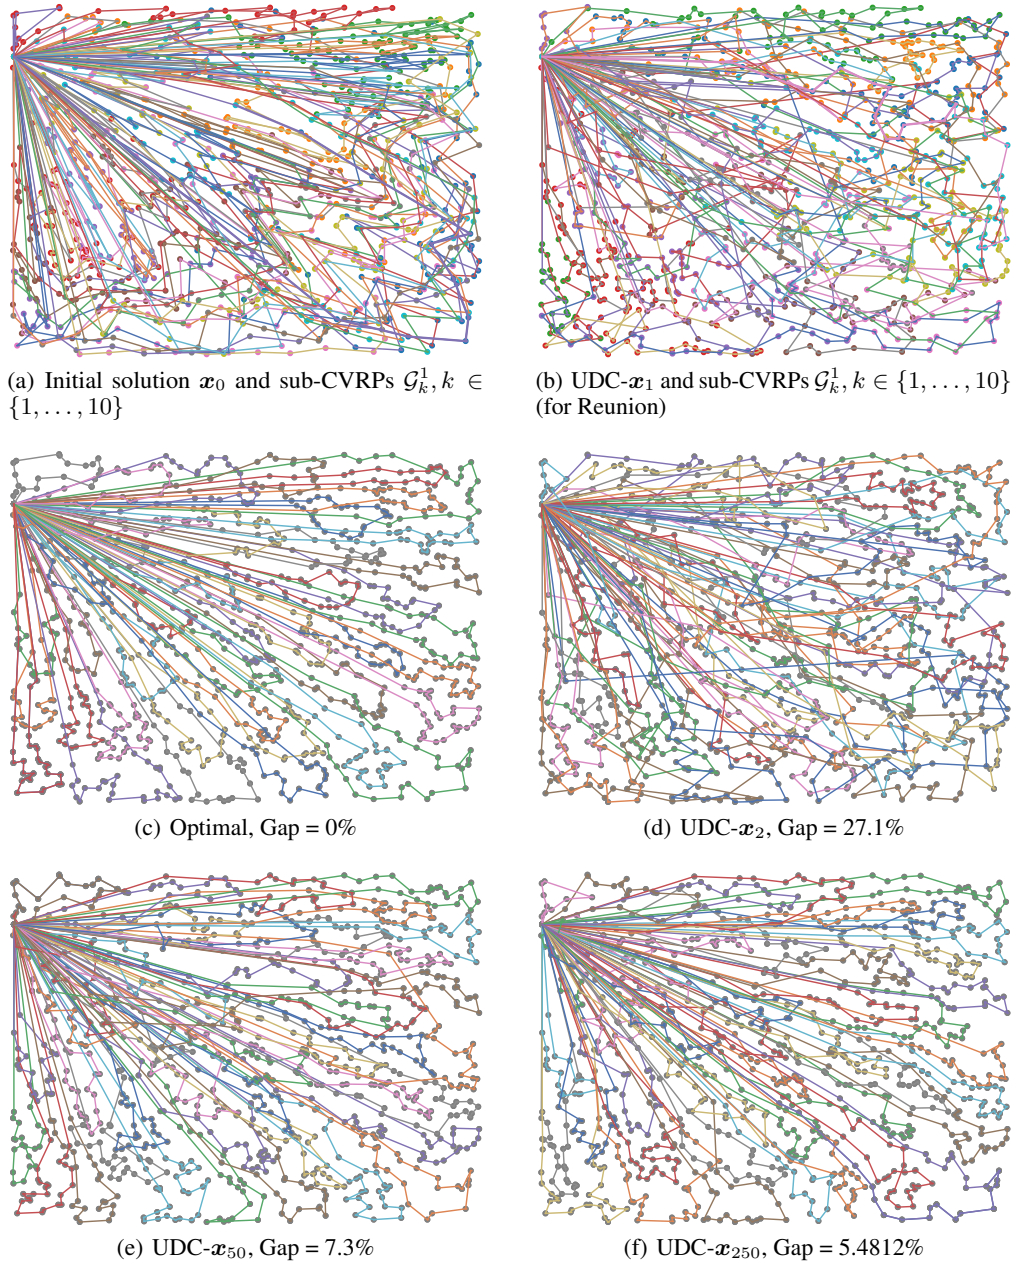 (a) Initial solution 𝒙₀ and sub-CVRPs 𝒢ₖ¹, k ∈
{1, . . . , 10}
(b) UDC-𝒙₁ and sub-CVRPs 𝒢ₖ¹, k ∈ {1, . . . , 10}
(for Reunion)
(c) Optimal, Gap = 0%
(d) UDC-𝒙₂, Gap = 27.1%
(e) UDC-𝒙₅₀, Gap = 7.3%
(f) UDC-𝒙₂₅₀, Gap = 5.4812%